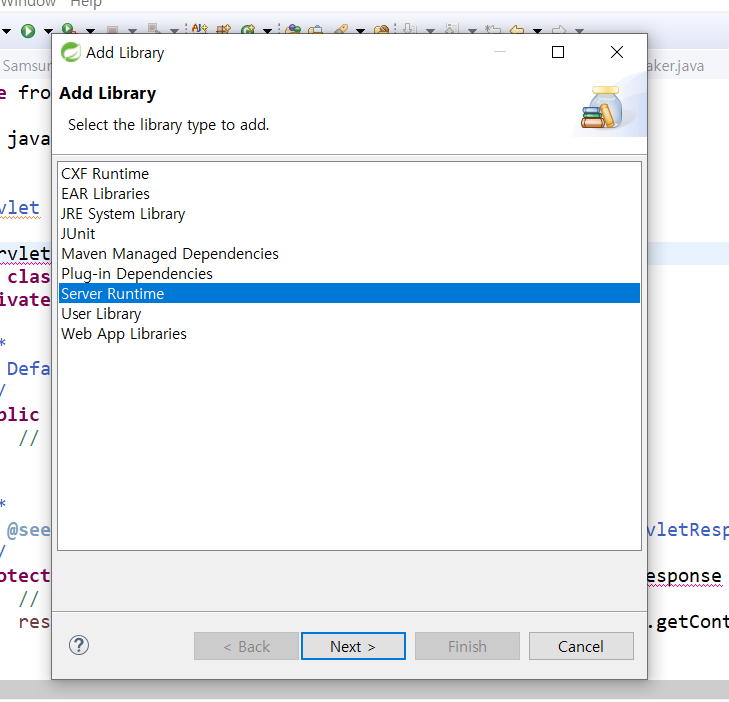 Window Help
Add Library
Samsur
aker.java
Add Library
e fro
Select the library type to add.
java
CXF Runtime
EAR Libraries
vlet
JRE System Library
JUnit
rvlet
Maven Managed Dependencies
clas
Plug-in Dependencies
ivate
Server Runtime
User Library
*
Web App Libraries
Defa
/
blic
//
*
@see
vletResp
/
otect
esponse
//
res
.getCont
? < Back Next > Finish Cancel